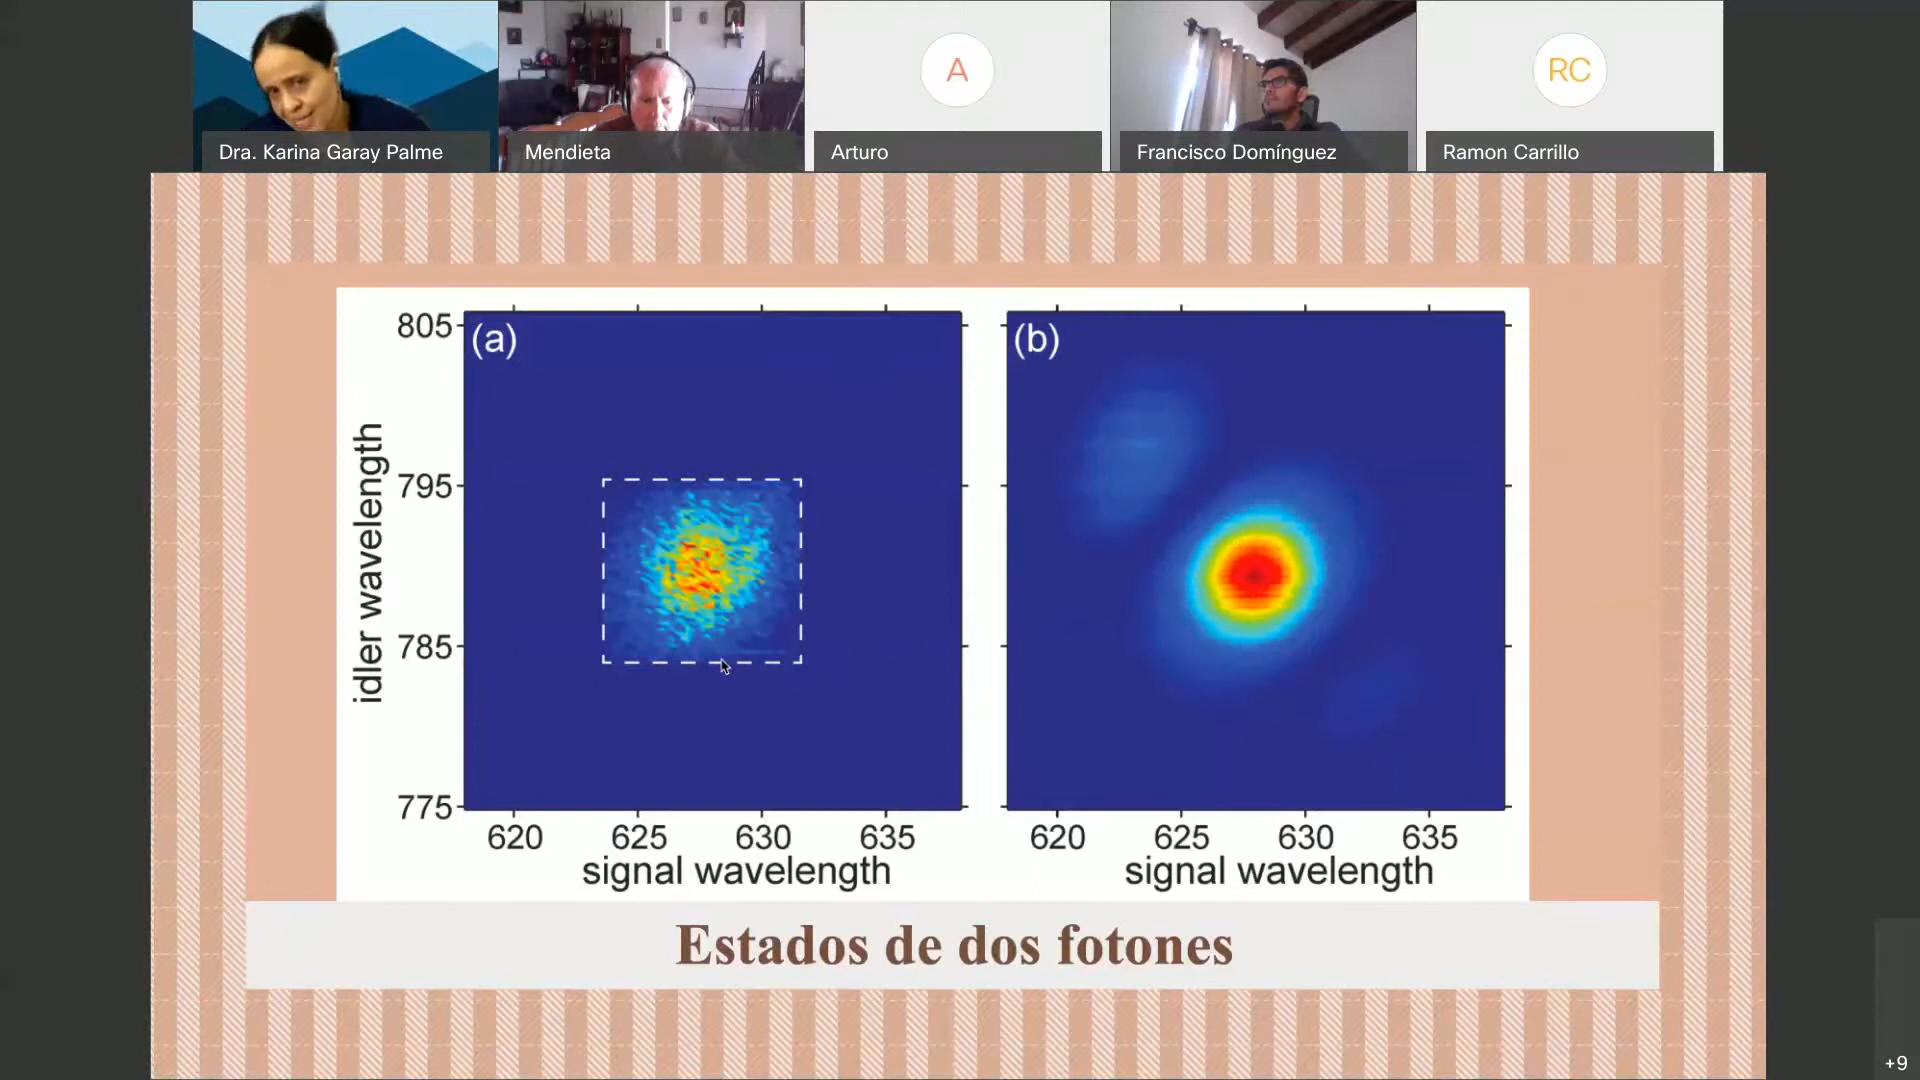 Dra. Karina Garay Palme
Mendieta
A
Arturo
Francisco Domínguez
RC
Ramon Carrillo
(a)
(b)
805
795
785
775
idler wavelength
620 625 630 635
620 625 630 635
signal wavelength
signal wavelength
Estados de dos fotones
+9